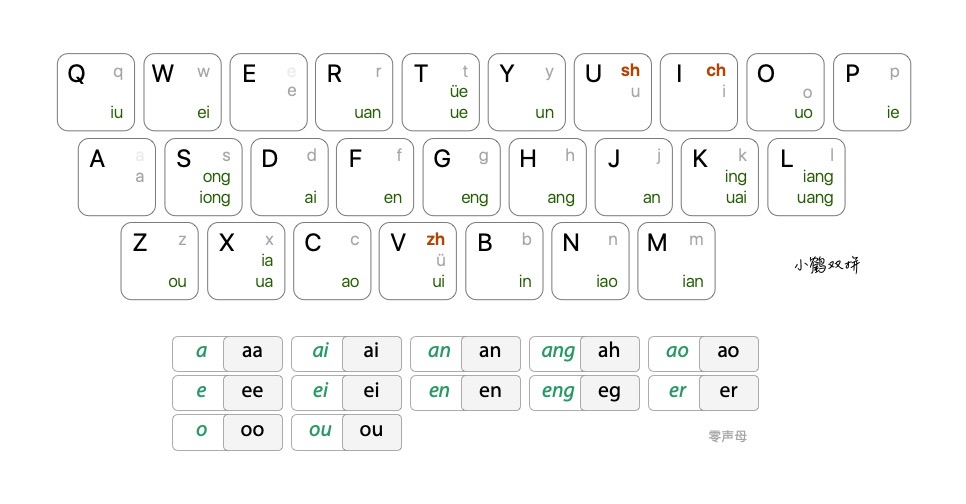 Q q W w E e R r T t Y y U sh I ch O P p
e üe u i o
iu ei uan ue un uo ie
A a S s D d F f G g H h J j K k L l
a ong ing iang
iong ai en eng ang an uai uang
Z z X x C c V zh B b N n M m
ia ü 小鹤双拼
ou ua ao ui in iao ian
a aa ai ai an an ang ah ao ao
e ee ei ei en en eng eg er er
o oo ou ou 零声母